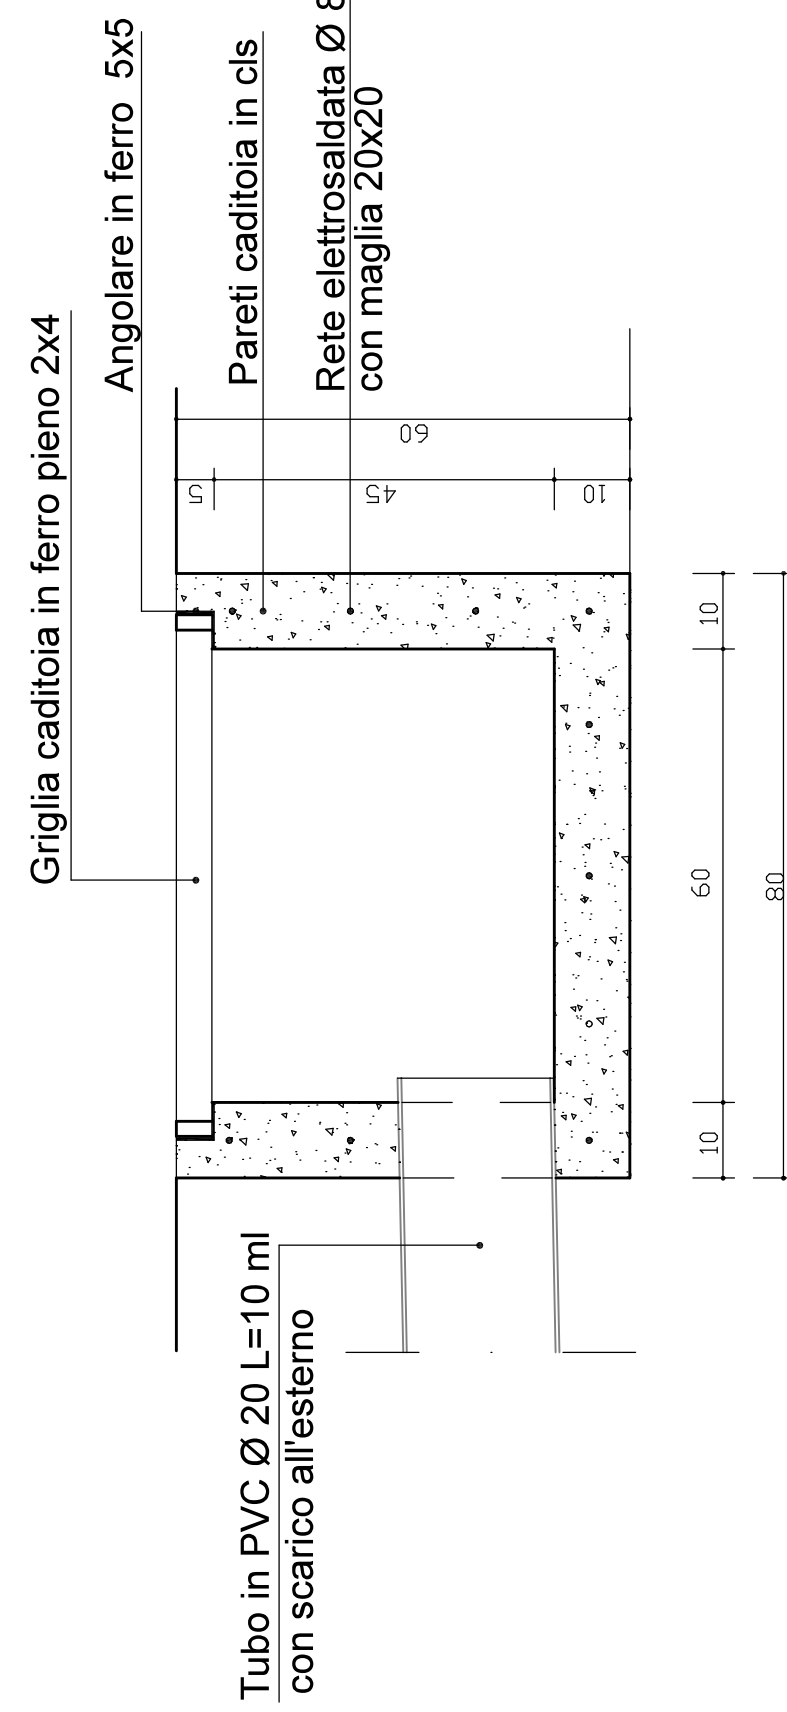 Griglia caditoia in ferro pieno 2x4
Angolare in ferro 5x5
Pareti caditoia in cls
Rete elettrosaldata Ø 8
con maglia 20x20
60
5
45
10
10
60
10
80
Tubo in PVC Ø 20 L=10 ml
con scarico all'esterno